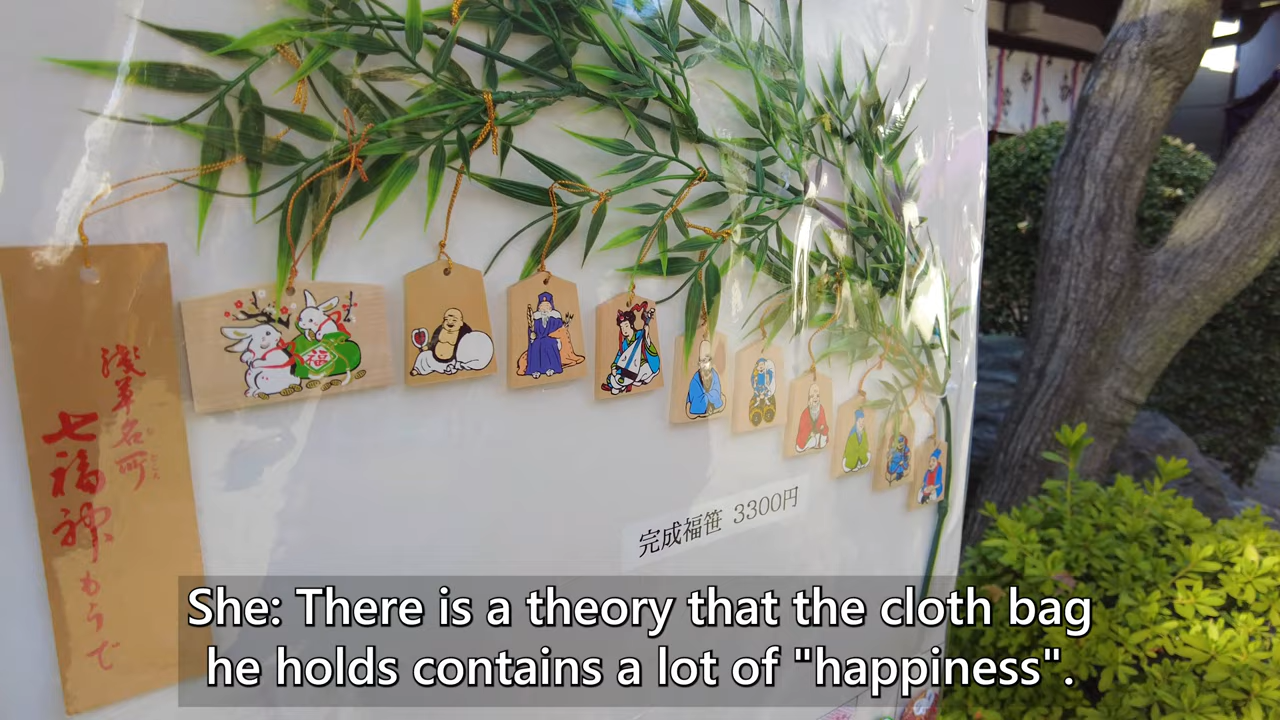 浅草名所
七福神もうで
福
完成福笹 3300円
She: There is a theory that the cloth bag
he holds contains a lot of "happiness".